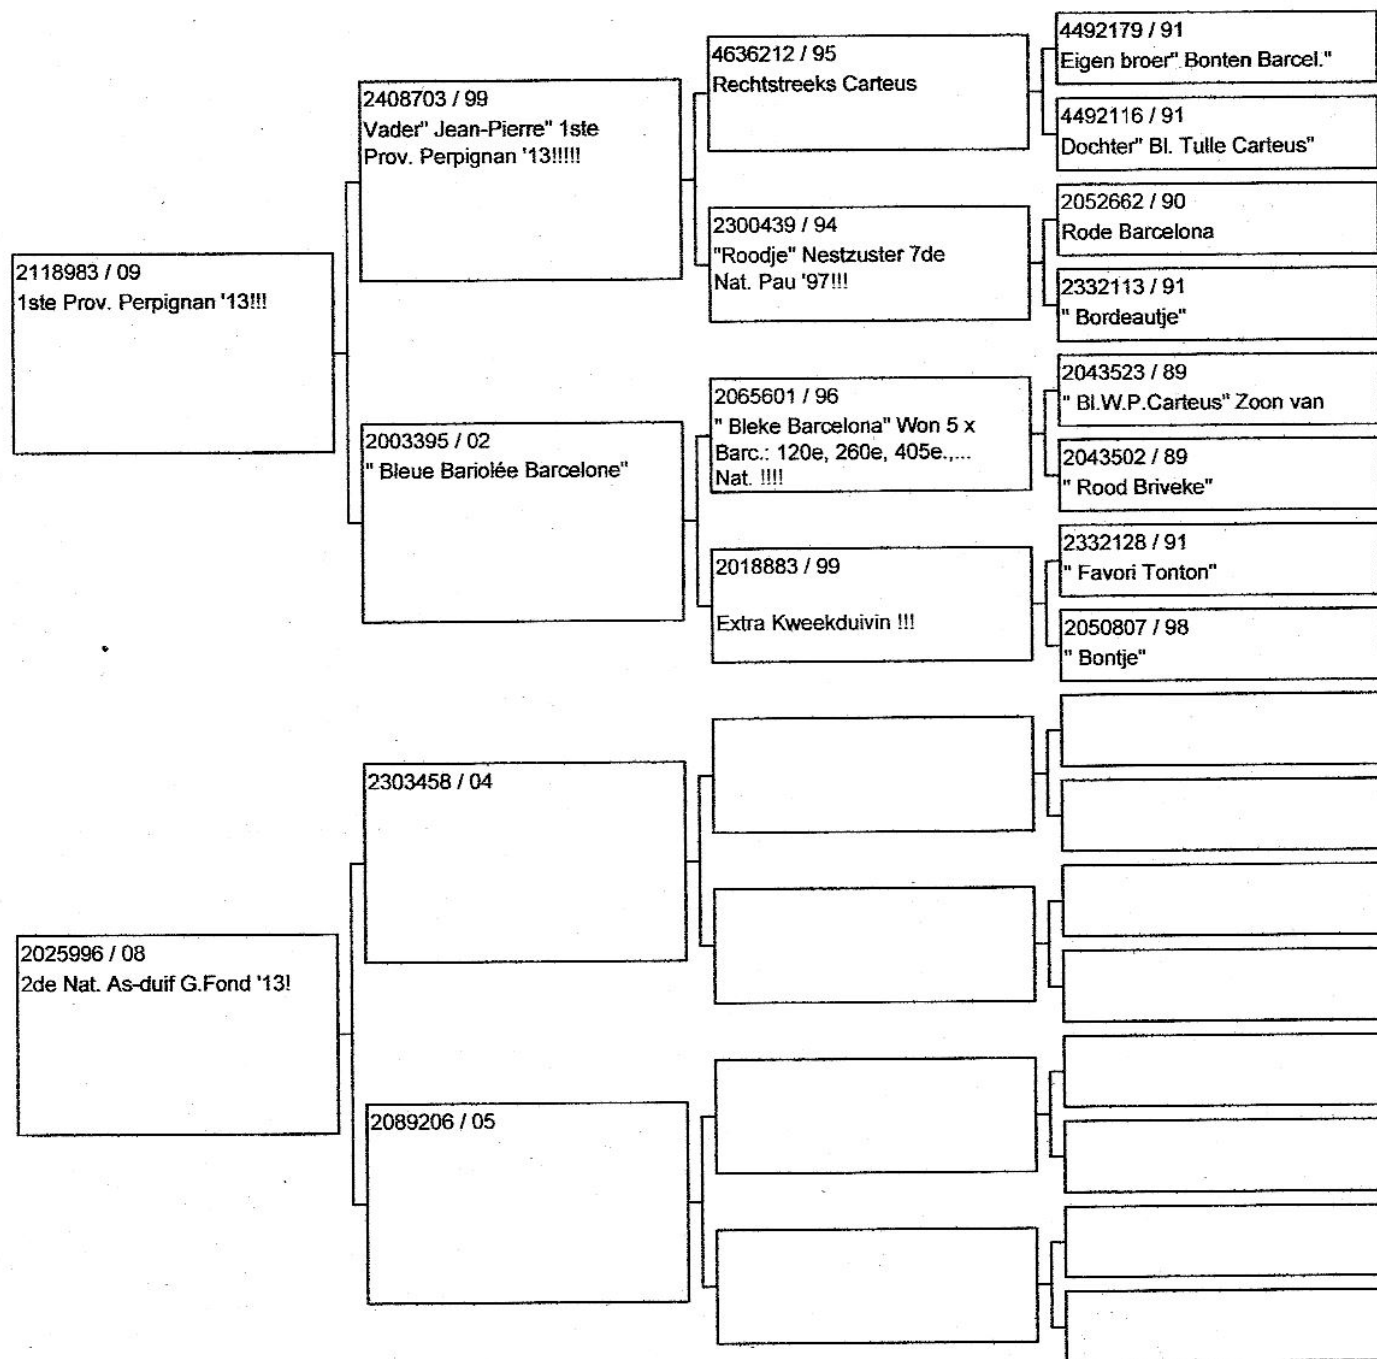 2118983 / 09
1ste Prov. Perpignan '13!!!
2408703 / 99
Vader" Jean-Pierre" 1ste
Prov. Perpignan '13!!!!!
4636212 / 95
Rechtstreeks Carteus
4492179 / 91
Eigen broer" Bonten Barcel."
4492116 / 91
Dochter" Bl. Tulle Carteus"
2300439 / 94
"Roodje" Nestzuster 7de
Nat. Pau '97!!!
2052662 / 90
Rode Barcelona
2332113 / 91
" Bordeautje"
2003395 / 02
" Bleue Bariolée Barcelone"
2065601 / 96
" Bleke Barcelona" Won 5 x
Barc.: 120e, 260e, 405e.,...
Nat. !!!!
2043523 / 89
" Bl.W.P.Carteus" Zoon van
2043502 / 89
" Rood Briveke"
2018883 / 99
Extra Kweekduivin !!!
2332128 / 91
" Favori Tonton"
2050807 / 98
" Bontje"
2025996 / 08
2de Nat. As-duif G.Fond '13!
2303458 / 04
2089206 / 05